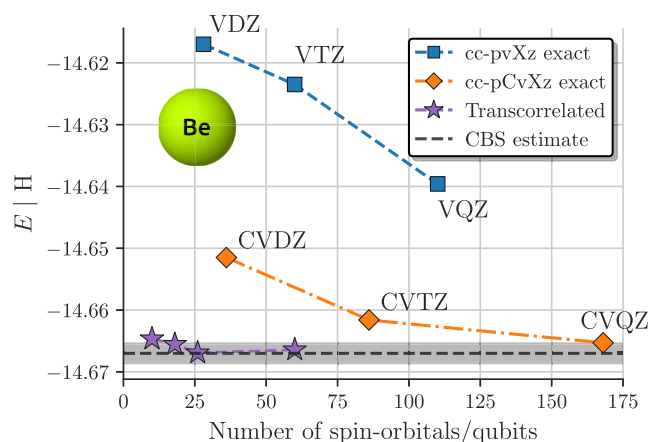 VDZ
VTZ
VQZ
CVDZ
CVTZ
CVQZ
cc-pvXz exact
cc-pCvXz exact
Transcorrelated
CBS estimate
Be
E | H
−14.62
−14.63
−14.64
−14.65
−14.66
−14.67
0 25 50 75 100 125 150 175
Number of spin-orbitals/qubits